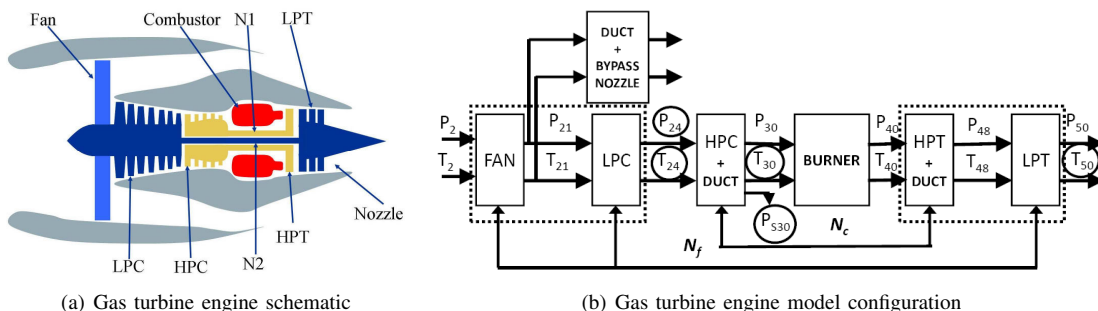 Fan
Combustor
N1
LPT
LPC
HPC
N2
HPT
Nozzle
(a) Gas turbine engine schematic
DUCT
+
BYPASS
NOZZLE
P2
T2
FAN
P21
T21
LPC
P24
T24
HPC
+
DUCT
P30
T30
PS30
BURNER
P40
T40
HPT
+
DUCT
P48
T48
LPT
P50
T50
Nf
Nc
(b) Gas turbine engine model configuration